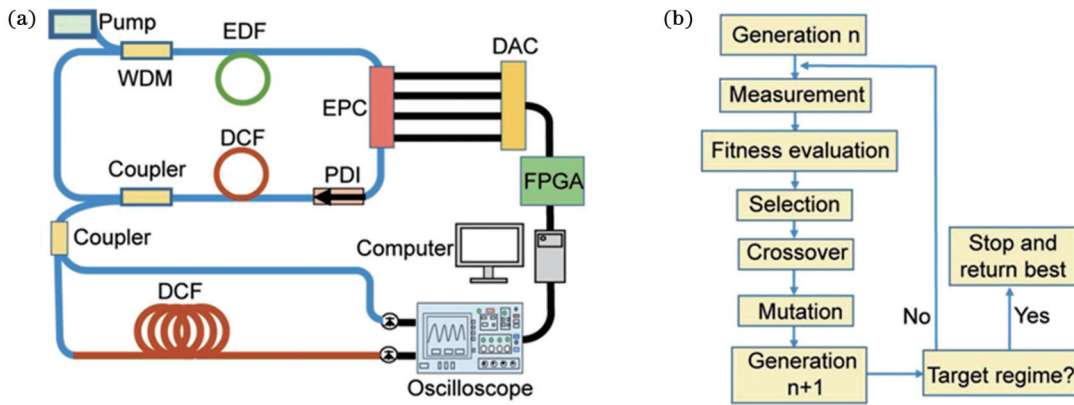 (a)
Pump
EDF
WDM
DAC
EPC
DCF
Coupler
PDI
FPGA
Coupler
Computer
DCF
Oscilloscope
(b)
Generation n
Measurement
Fitness evaluation
Selection
Crossover
Mutation
Generation
n+1
Target regime?
No
Yes
Stop and
return best